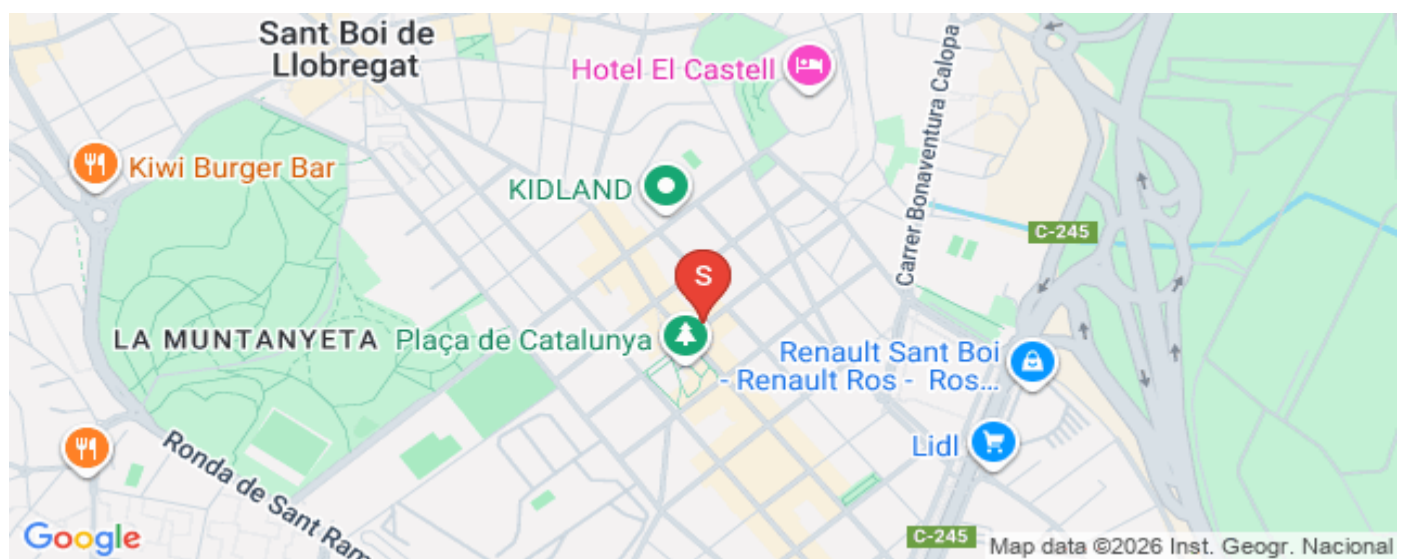 Sant Boi de
Llobregat
Hotel El Castell
Carrer Bonaventura Calopa
Kiwi Burger Bar
KIDLAND
C-245
S
LA MUNTANYETA
Plaça de Catalunya
Renault Sant Boi
- Renault Ros - Ros...
Lidl
Ronda de Sant Ram
C-245
Google
Map data ©2026 Inst. Geogr. Nacional